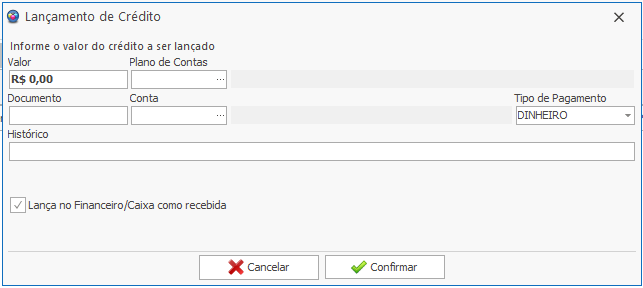 Lançamento de Crédito
Informe o valor do crédito a ser lançado
Valor Plano de Contas
R$ 0,00 ...
Documento Conta Tipo de Pagamento
... DINHEIRO
Histórico
Lança no Financeiro/Caixa como recebida
Cancelar Confirmar